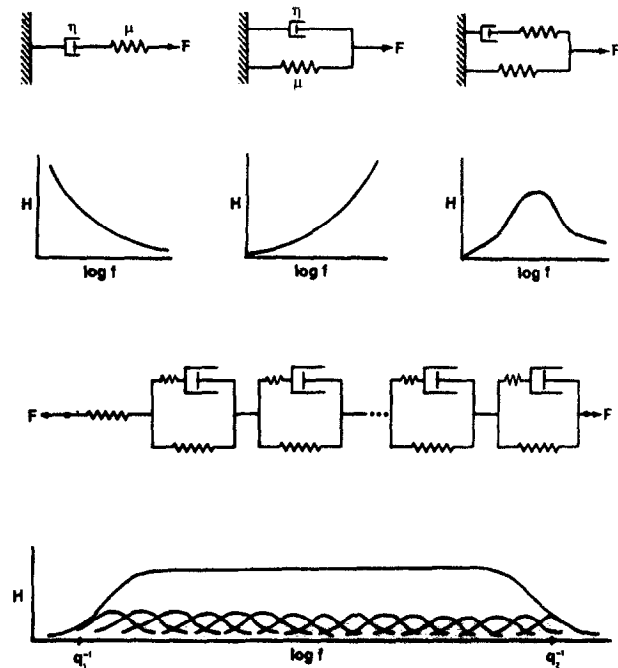 η μ F
η μ F
F
H log f
H log f
H log f
F F
H q₁⁻¹ log f q₂⁻¹